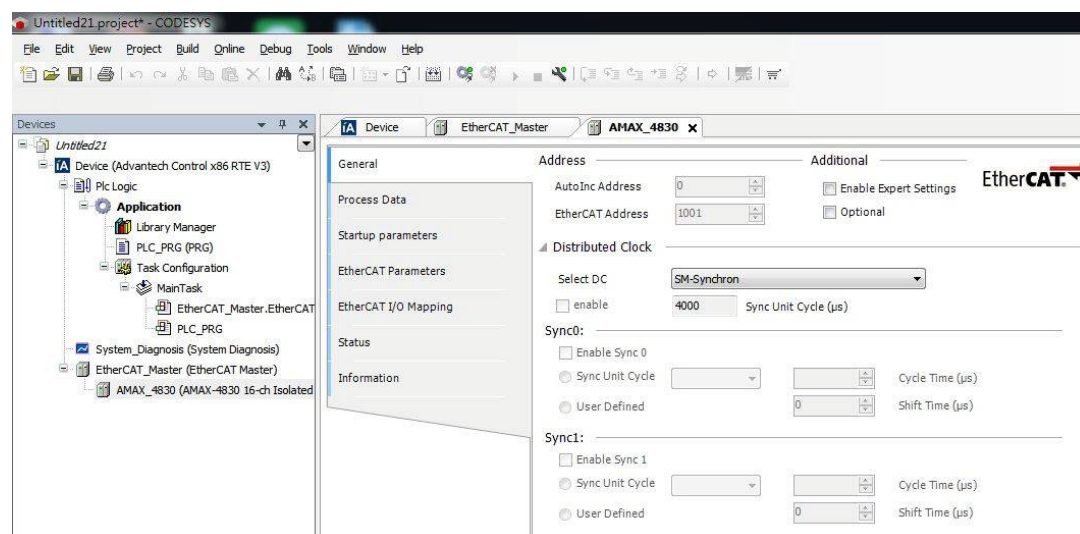 Untitled21.project* - CODESYS
File Edit View Project Build Online Debug Tools Window Help
Devices
Untitled21
Device (Advantech Control x86 RTE V3)
Plc Logic
Application
Library Manager
PLC_PRG (PRG)
Task Configuration
MainTask
EtherCAT_Master.EtherCAT
PLC_PRG
System_Diagnosis (System Diagnosis)
EtherCAT_Master (EtherCAT Master)
AMAX_4830 (AMAX-4830 16-ch Isolated
iA Device EtherCAT_Master AMAX_4830 x
General
Process Data
Startup parameters
EtherCAT Parameters
EtherCAT I/O Mapping
Status
Information
Address Additional
AutoInc Address 0 Enable Expert Settings
EtherCAT Address 1001 Optional
EtherCAT.
Distributed Clock
Select DC SM-Synchron
enable 4000 Sync Unit Cycle (µs)
Sync0:
Enable Sync 0
Sync Unit Cycle Cycle Time (µs)
User Defined 0 Shift Time (µs)
Sync1:
Enable Sync 1
Sync Unit Cycle Cycle Time (µs)
User Defined 0 Shift Time (µs)